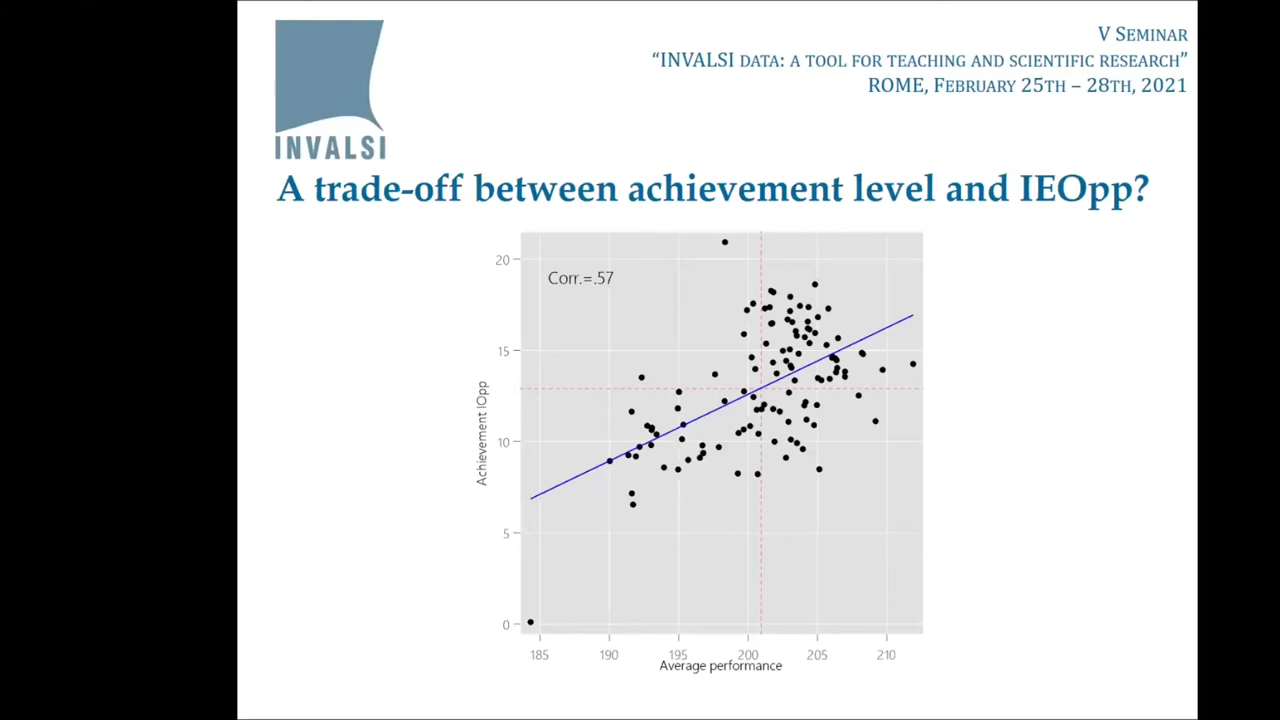 V SEMINAR
“INVALSI DATA: A TOOL FOR TEACHING AND SCIENTIFIC RESEARCH”
ROME, FEBRUARY 25TH – 28TH, 2021
INVALSI
A trade-off between achievement level and IEOpp?
Corr.=.57
20
15
10
5
0
Achievement IOpp
185 190 195 200 205 210
Average performance